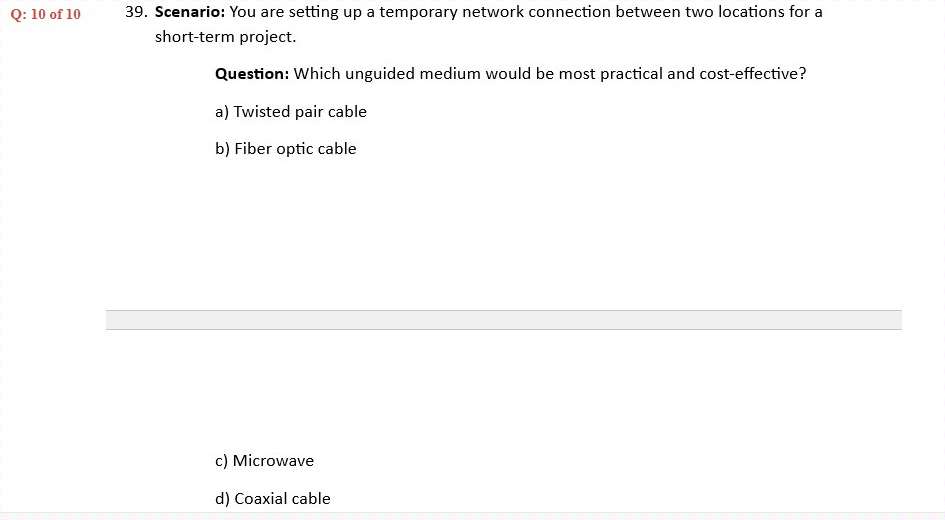 Q: 10 of 10
39. Scenario: You are setting up a temporary network connection between two locations for a
short-term project.
Question: Which unguided medium would be most practical and cost-effective?
a) Twisted pair cable
b) Fiber optic cable
c) Microwave
d) Coaxial cable